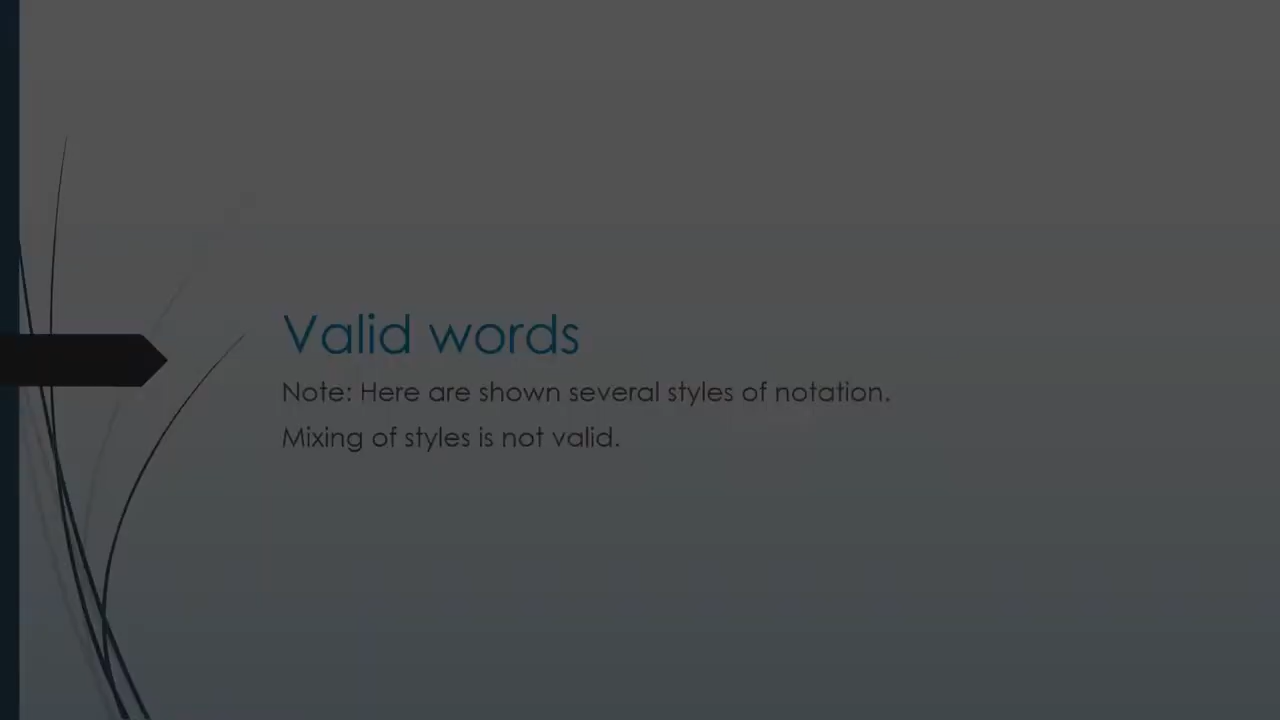 Valid words
Note: Here are shown several styles of notation.
Mixing of styles is not valid.